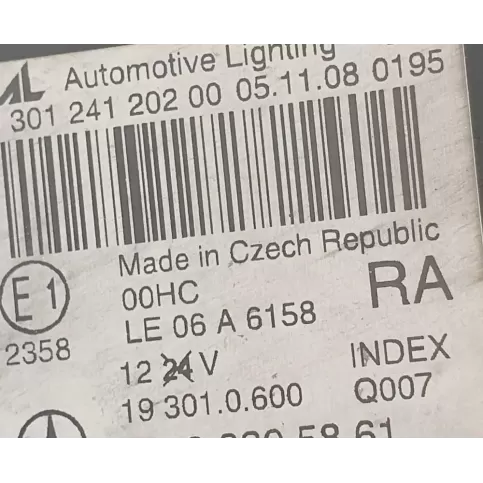 AL Automotive Lighting
301 241 202 00 05.11.08 0195
Made in Czech Republic
E1
00HC
RA
LE 06 A 6158
2358
12 24 V
INDEX
19 301.0.600
Q007
5861